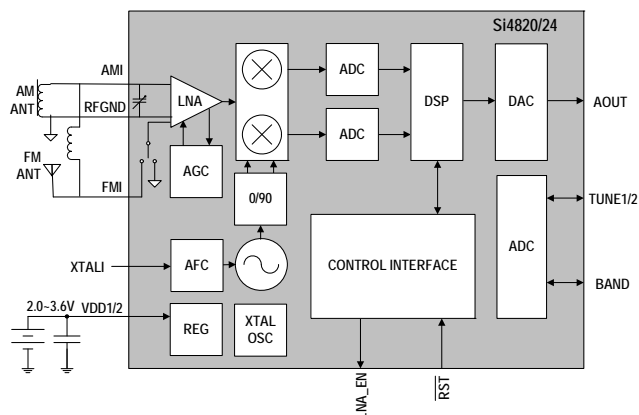 Si4820/24
AMI
AM
ANT
RFGND
LNA
ADC
DSP
DAC
AOUT
ADC
FM
ANT
AGC
FMI
0/90
ADC
TUNE1/2
BAND
XTALI
AFC
CONTROL INTERFACE
2.0~3.6V
VDD1/2
REG
XTAL
OSC
RST